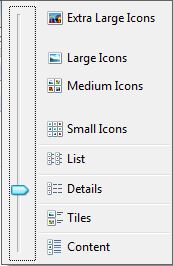 Extra Large Icons
Large Icons
Medium Icons
Small Icons
List
Details
Tiles
Content